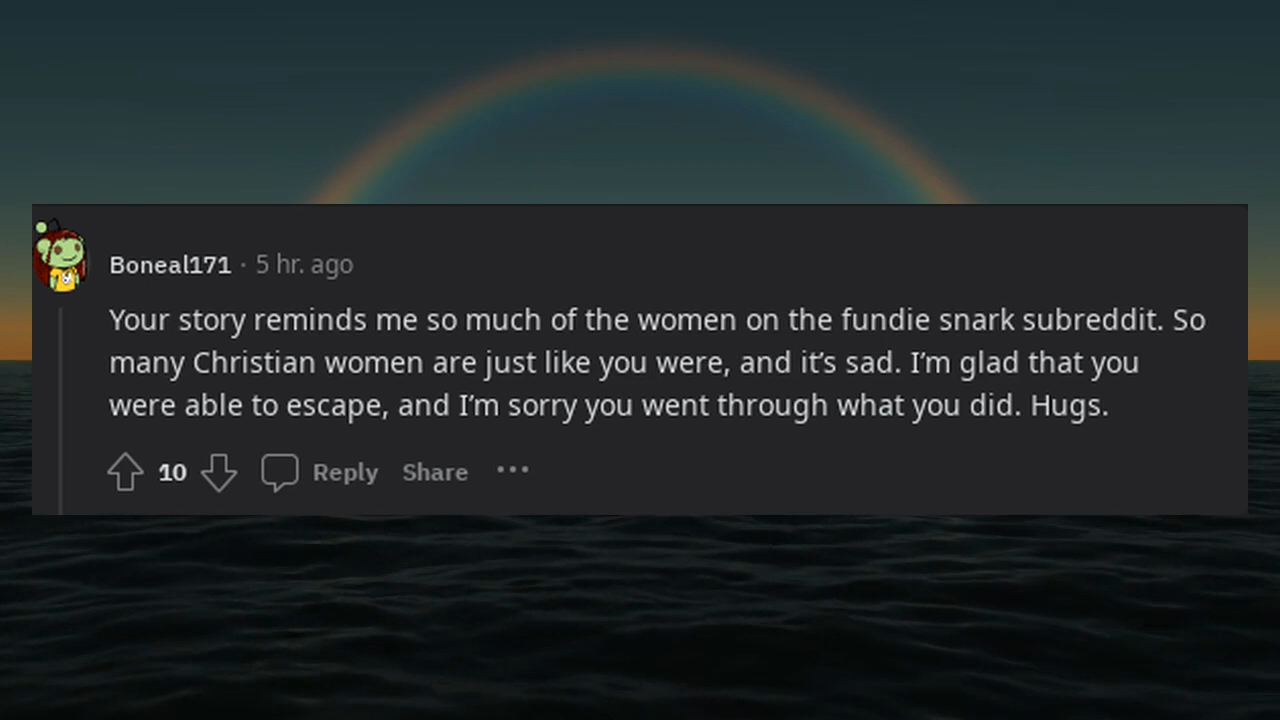 Boneal171 · 5 hr. ago
Your story reminds me so much of the women on the fundie snark subreddit. So
many Christian women are just like you were, and it’s sad. I’m glad that you
were able to escape, and I’m sorry you went through what you did. Hugs.
10 Reply Share •••